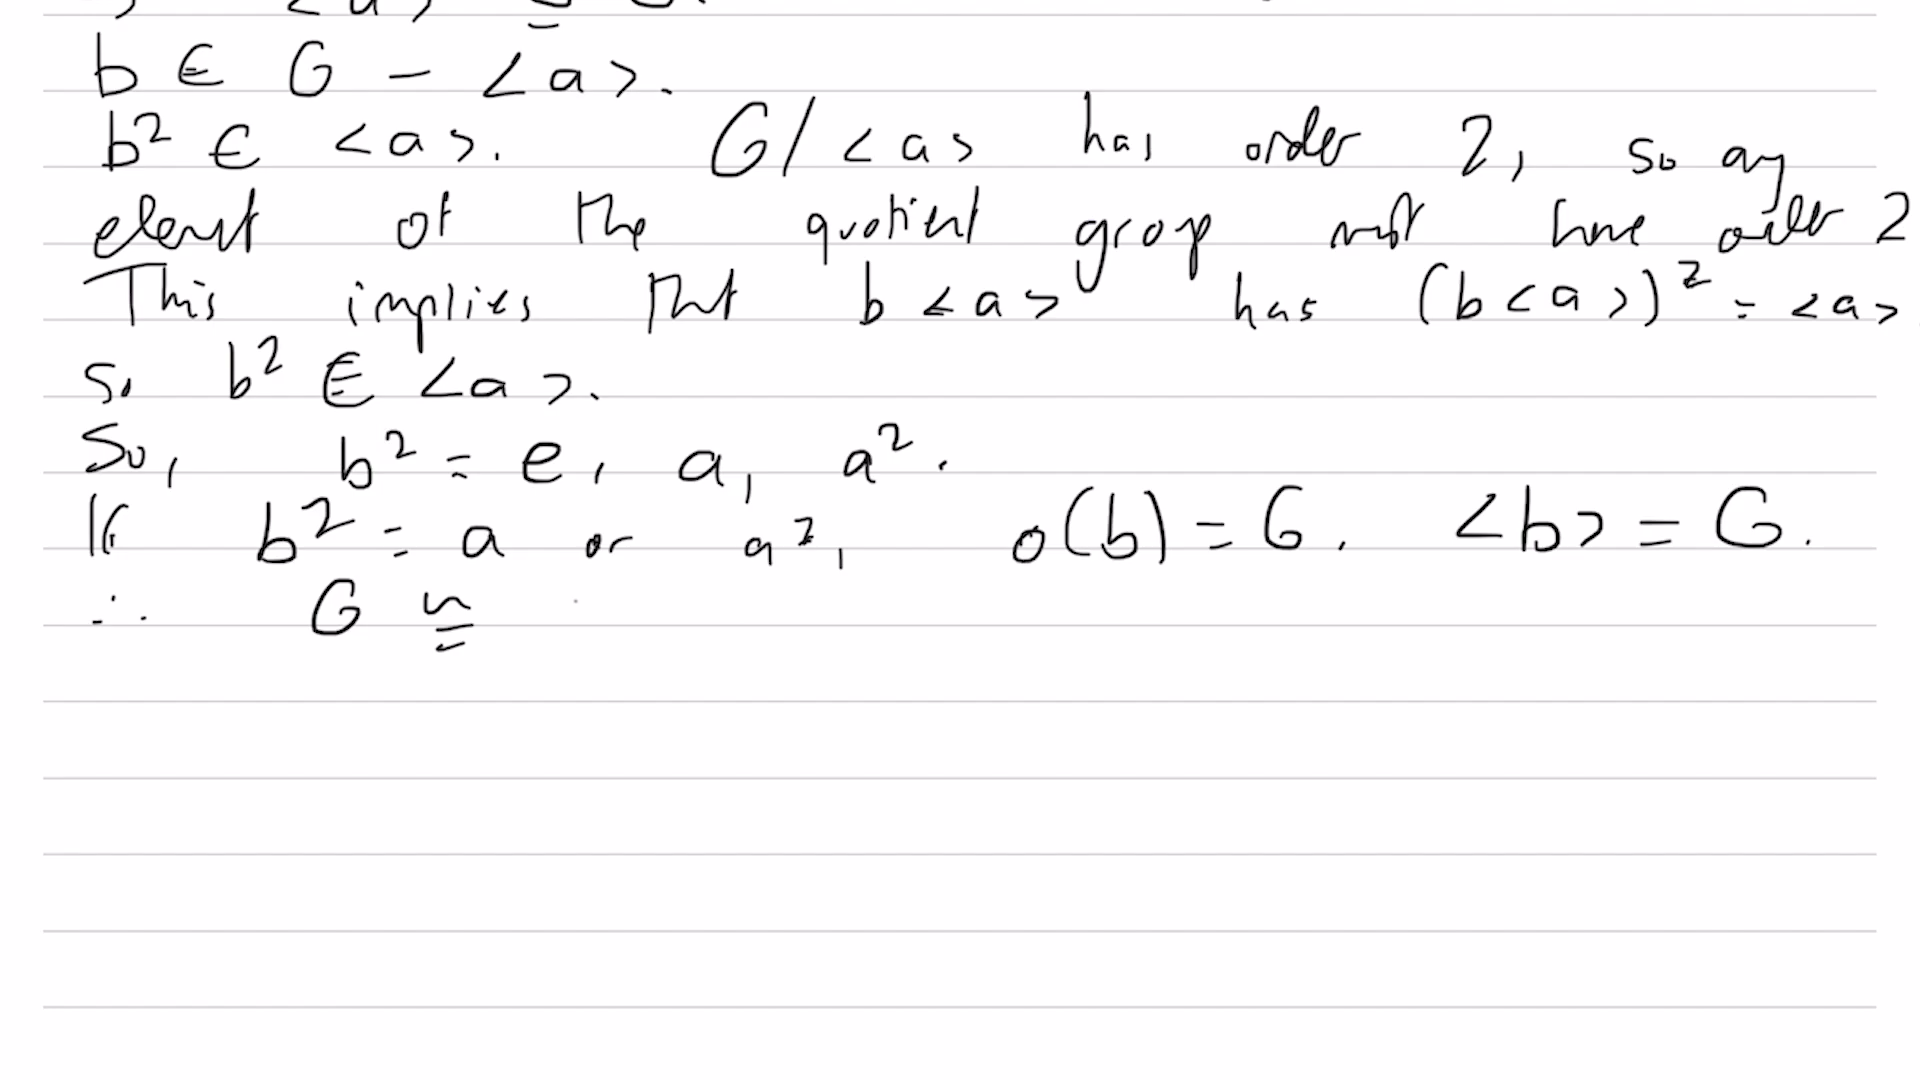 b ∈ G - <a>.
b² ∈ <a>. G/<a> has order 2, so any
element of the quotient group must have order 2
This implies that b<a> has (b<a>)² = <a>
so b² ∈ <a>.
So, b² = e, a, a².
If b² = a or a², o(b) = 6. <b> = G.
∴ G ≅